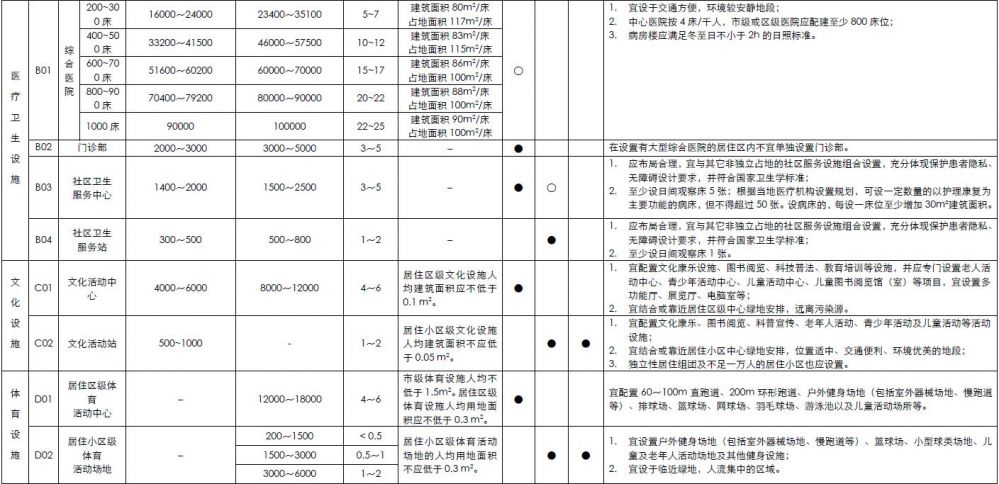 医疗卫生设施
B01
综合医院
200~300床
16000~24000
23400~35100
5~7
建筑面积 80m²/床
占地面积 117m²/床
400~500床
33200~41500
46000~57500
10~12
建筑面积 83m²/床
占地面积 115m²/床
600~700床
51600~60200
60000~70000
15~17
建筑面积 86m²/床
占地面积 100m²/床
800~900床
70400~79200
80000~90000
20~22
建筑面积 88m²/床
占地面积 100m²/床
1000 床
90000
100000
22~25
建筑面积 90m²/床
占地面积 100m²/床
○
1. 宜设于交通方便，环境较安静地段；
2. 中心医院按 4 床/千人，市级或区级医院应配建至少 800 床位；
3. 病房楼应满足冬至日不小于 2h 的日照标准。
B02
门诊部
2000~3000
3000~5000
3~5
–
●
在设置有大型综合医院的居住区内不宜单独设置门诊部。
B03
社区卫生
服务中心
1400~2000
1500~2500
3~5
–
●
○
1. 应布局合理，宜与其它非独立占地的社区服务设施组合设置，充分体现保护患者隐私、
无障碍设计要求，并符合国家卫生学标准；
2. 至少设日间观察床 5 张；根据当地医疗机构设置规划，可设一定数量的以护理康复为
主要功能的病床，但不得超过 50 张。设病床的，每设一床位至少增加 30m²建筑面积。
B04
社区卫生
服务站
300~500
500~800
1~2
–
●
1. 应布局合理，宜与其它非独立占地的社区服务设施组合设置，充分体现保护患者隐私、
无障碍设计要求，并符合国家卫生学标准；
2. 至少设日间观察床 1 张。
文化设施
C01
文化活动中
心
4000~6000
8000~12000
4~6
居住区级文化设施人
均建筑面积应不低于
0.1 m²。
●
1. 宜配置文化康乐设施、图书阅览、科技普法、教育培训等设施，并应专门设置老人活
动中心、青少年活动中心、儿童活动中心、儿童图书阅览馆（室）等项目，宜设置多
功能厅、展览厅、电脑室等；
2. 宜结合或靠近居住区级中心绿地安排，远离污染源。
C02
文化活动站
500~1000
-
1~2
居住小区级文化设施
人均建筑面积不应低
于 0.05 m²。
●
●
1. 宜配置文化康乐、图书阅览、科普宣传、老年人活动、青少年活动及儿童活动等活动
设施；
2. 宜结合或靠近居住小区中心绿地安排，位置适中、交通便利、环境优美的地段；
3. 独立性居住组团及不足一万人的居住小区也应设置。
体育设施
D01
居住区级体育
活动中心
–
12000~18000
4~6
市级体育设施人均不
低于 1.5m²。居住区级
体育设施人均用地面
积应不低于 0.3 m²。
●
宜配置 60~100m 直跑道、200m 环形跑道、户外健身场地（包括室外器械场地、慢跑道
等）、排球场、篮球场、网球场、羽毛球场、游泳池以及儿童活动场所等。
D02
居住小区级
体育
活动场地
–
200~1500
< 0.5
1500~3000
0.5~1
3000~6000
1~2
居住小区级体育活动
场地的人均用地面积
不应低于 0.3 m²。
●
●
1. 宜设置户外健身场地（包括室外器械场地、慢跑道等）、篮球场、小型球类场地、儿
童及老年人活动场地及其他健身设施；
2. 宜设于临近绿地，人流集中的区域。